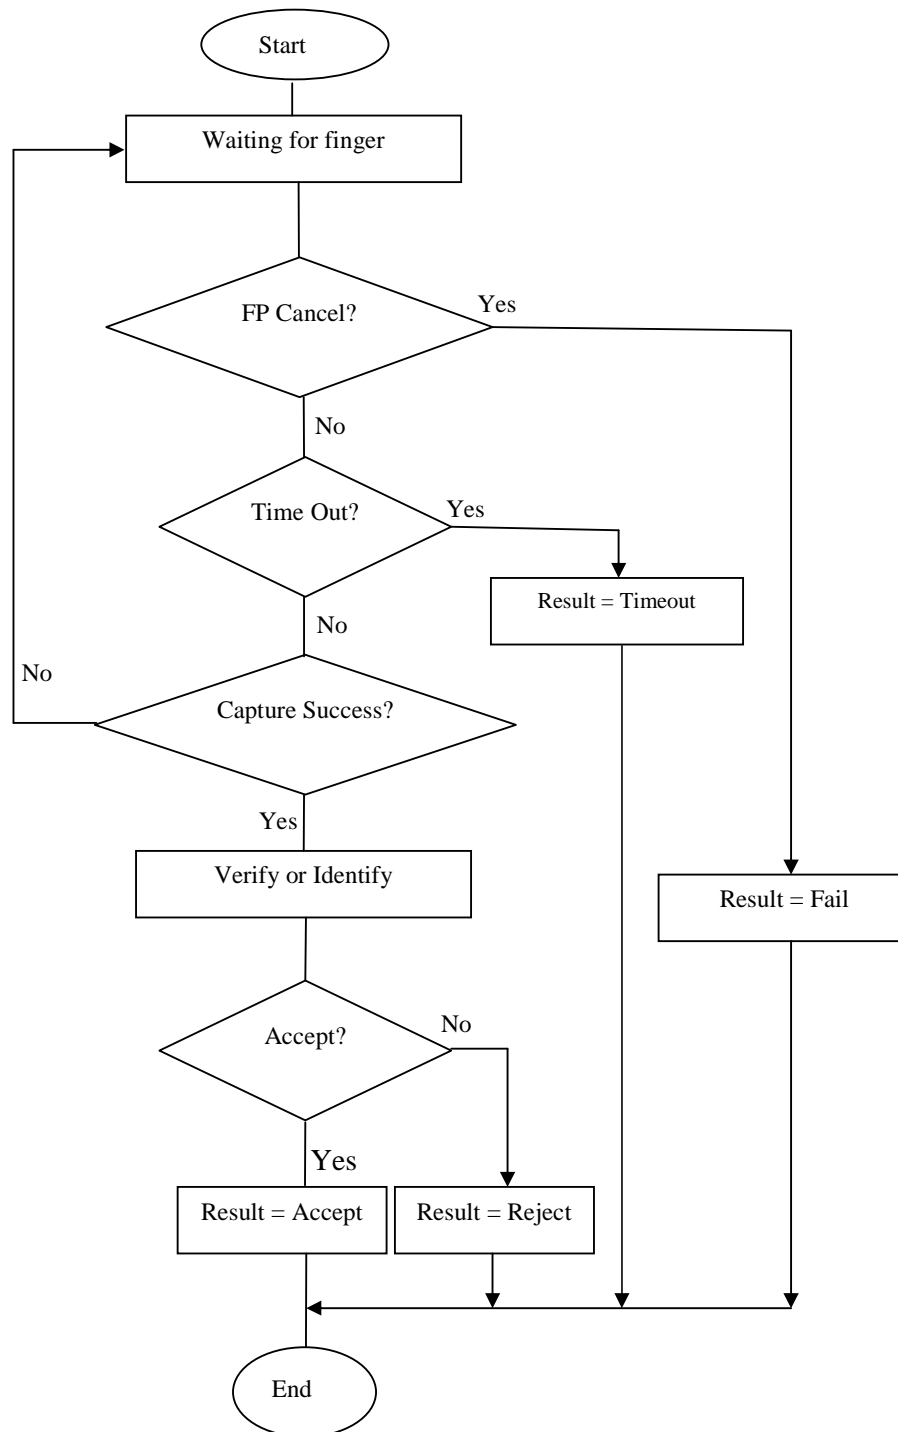 Start
Waiting for finger
FP Cancel?
Yes
No
Time Out?
Yes
Result = Timeout
No
No
Capture Success?
Yes
Verify or Identify
Result = Fail
Accept?
No
Yes
Result = Accept
Result = Reject
End